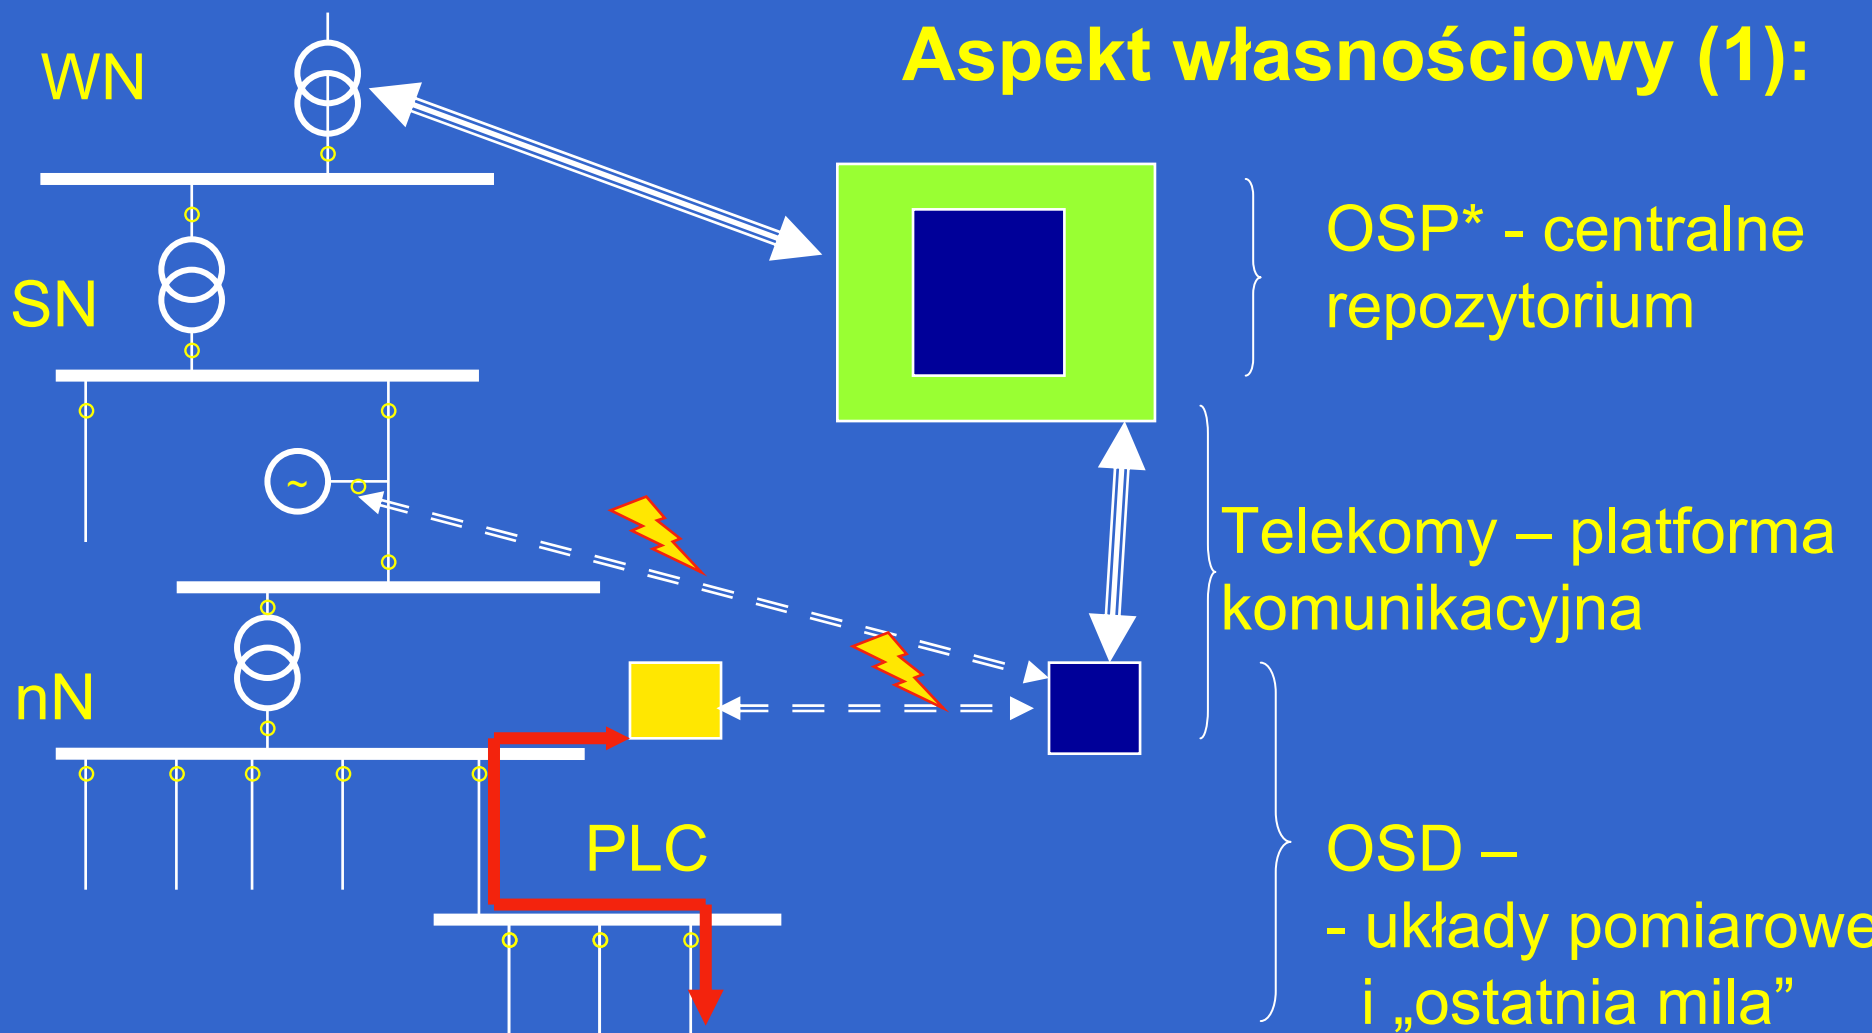 Aspekt własnościowy (1):
WN
OSP* - centralne
repozytorium
SN
~
Telekomy – platforma
komunikacyjna
nN
PLC
OSD –
- układy pomiarowe
i „ostatnia mila”